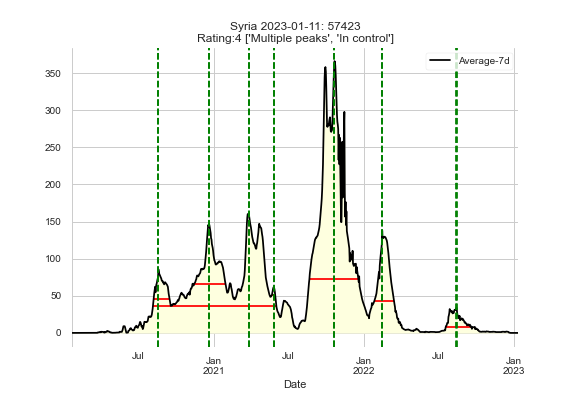 Syria 2023-01-11: 57423
Rating:4 ['Multiple peaks', 'In control']
Average-7d
350
300
250
200
150
100
50
0
Jul
Jan
2021
Jul
Jan
2022
Jul
Jan
2023
Date